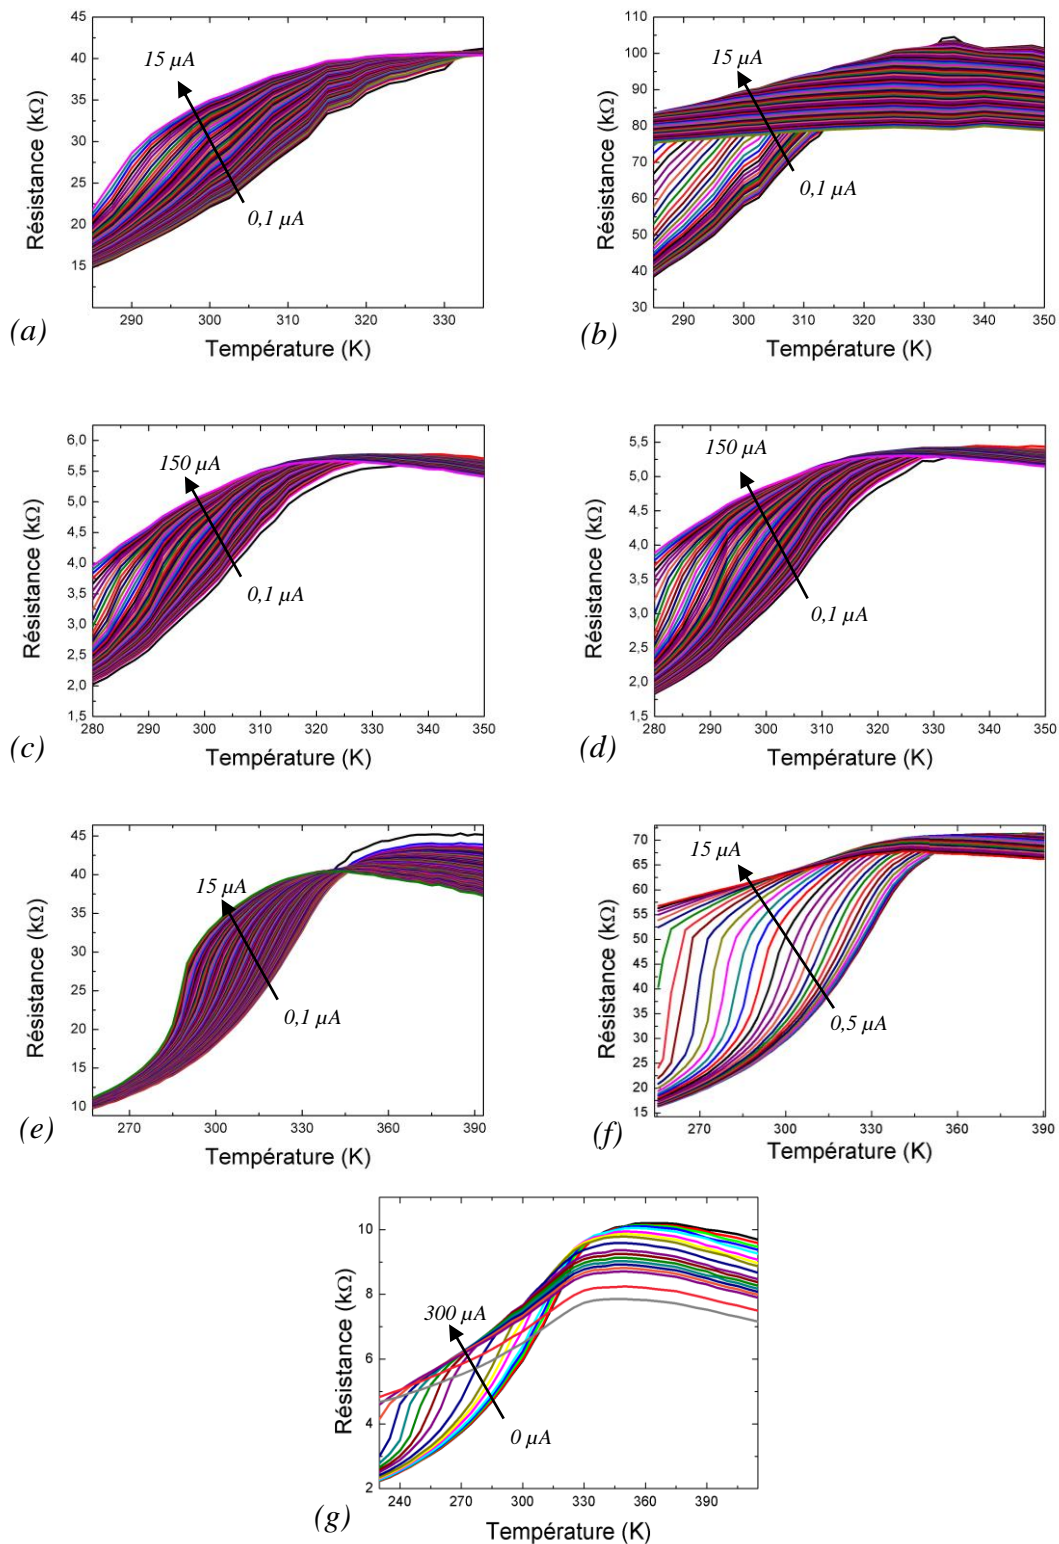 45
40
35
30
25
20
15
15 µA
0,1 µA
Résistance (kΩ)
290 300 310 320 330
Température (K)
(a)
110
100
90
80
70
60
50
40
30
15 µA
0,1 µA
Résistance (kΩ)
290 300 310 320 330 340 350
Température (K)
(b)
6,0
5,5
5,0
4,5
4,0
3,5
3,0
2,5
2,0
1,5
150 µA
0,1 µA
Résistance (kΩ)
280 290 300 310 320 330 340 350
Température (K)
(c)
5,5
5,0
4,5
4,0
3,5
3,0
2,5
2,0
1,5
150 µA
0,1 µA
Résistance (kΩ)
280 290 300 310 320 330 340 350
Température (K)
(d)
45
40
35
30
25
20
15
10
15 µA
0,1 µA
Résistance (kΩ)
270 300 330 360 390
Température (K)
(e)
70
65
60
55
50
45
40
35
30
25
20
15
15 µA
0,5 µA
Résistance (kΩ)
270 300 330 360 390
Température (K)
(f)
10
8
6
4
2
300 µA
0 µA
Résistance (kΩ)
240 270 300 330 360 390
Température (K)
(g)